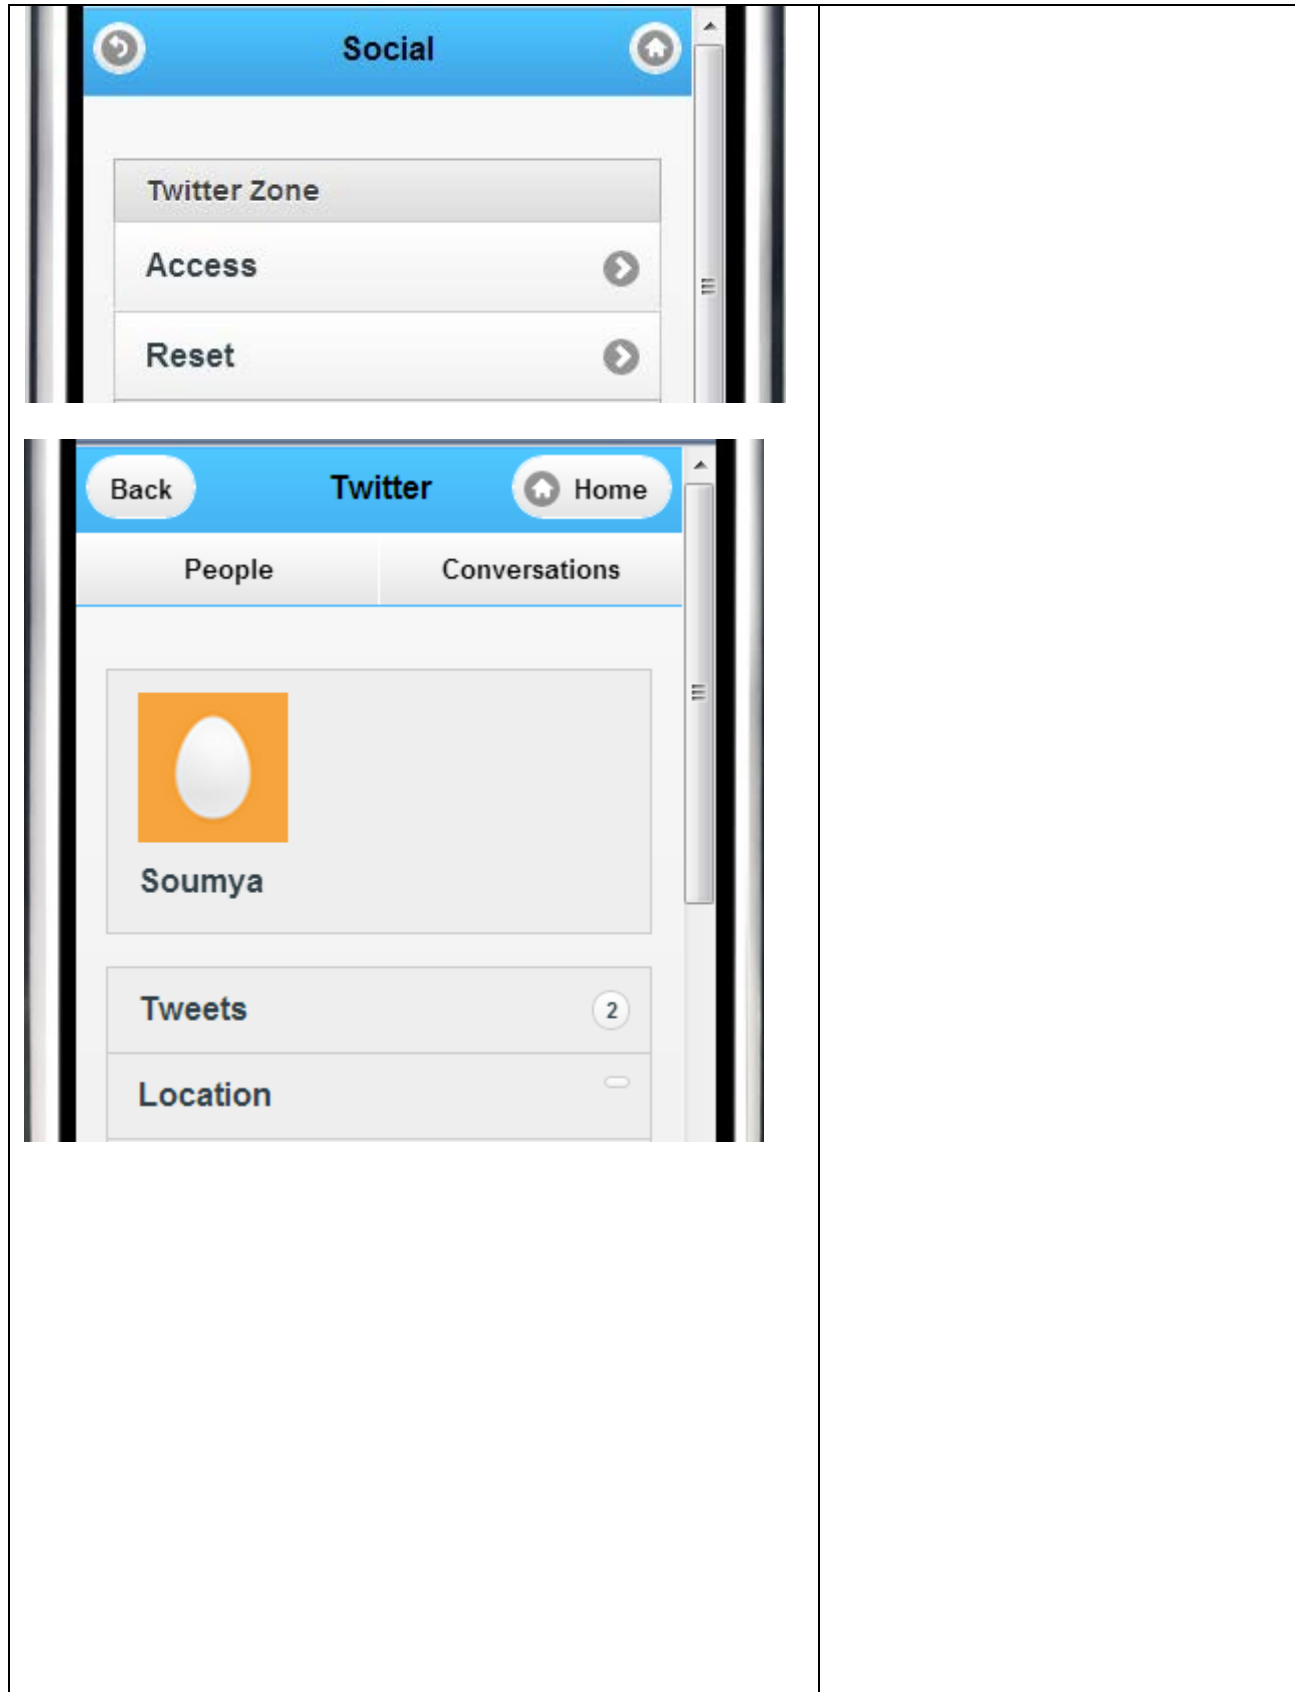 Social
Twitter Zone
Access
Reset
Back Twitter Home
People Conversations
Soumya
Tweets 2
Location